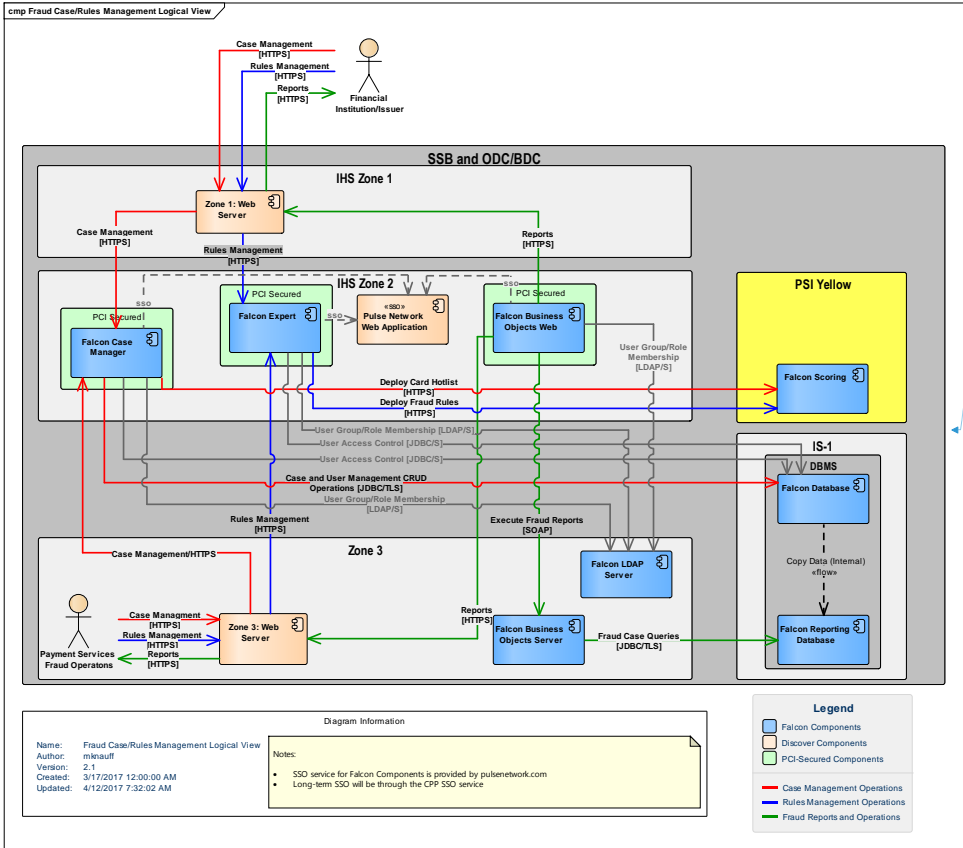 cmp Fraud Case/Rules Management Logical View
Case Management
[HTTPS]
Rules Management
[HTTPS]
Reports
[HTTPS]
Financial
Institution/Issuer
SSB and ODC/BDC
IHS Zone 1
Zone 1: Web
Server
Case Management
[HTTPS]
Rules Management
[HTTPS]
Reports
[HTTPS]
IHS Zone 2
sso
sso
PCI Secured
PCI Secured
PCI Secured
Falcon Case
Manager
Falcon Expert
sso
«sso»
Pulse Network
Web Application
Falcon Business
Objects Web
User Group/Role
Membership
[LDAP/S]
PSI Yellow
Falcon Scoring
Deploy Card Hotlist
[HTTPS]
Deploy Fraud Rules
[HTTPS]
User Group/Role Membership [LDAP/S]
User Access Control [JDBC/S]
User Access Control [JDBC/S]
Case and User Management CRUD
Operations [JDBC/TLS]
User Group/Role Membership
[LDAP/S]
Rules Management
[HTTPS]
Execute Fraud Reports
[SOAP]
IS-1
DBMS
Falcon Database
Copy Data (Internal)
«flow»
Falcon Reporting
Database
Zone 3
Case Management/HTTPS
Falcon LDAP
Server
Payment Services
Fraud Operatons
Case Managment
[HTTPS]
Rules Management
[HTTPS]
Reports
[HTTPS]
Zone 3: Web
Server
Reports
[HTTPS]
Falcon Business
Objects Server
Fraud Case Queries
[JDBC/TLS]
Diagram Information
Name: Fraud Case/Rules Management Logical View
Author: mknauff
Version: 2.1
Created: 3/17/2017 12:00:00 AM
Updated: 4/12/2017 7:32:02 AM
Notes:
• SSO service for Falcon Components is provided by pulsenetwork.com
• Long-term SSO will be through the CPP SSO service
Legend
Falcon Components
Discover Components
PCI-Secured Components
Case Management Operations
Rules Management Operations
Fraud Reports and Operations